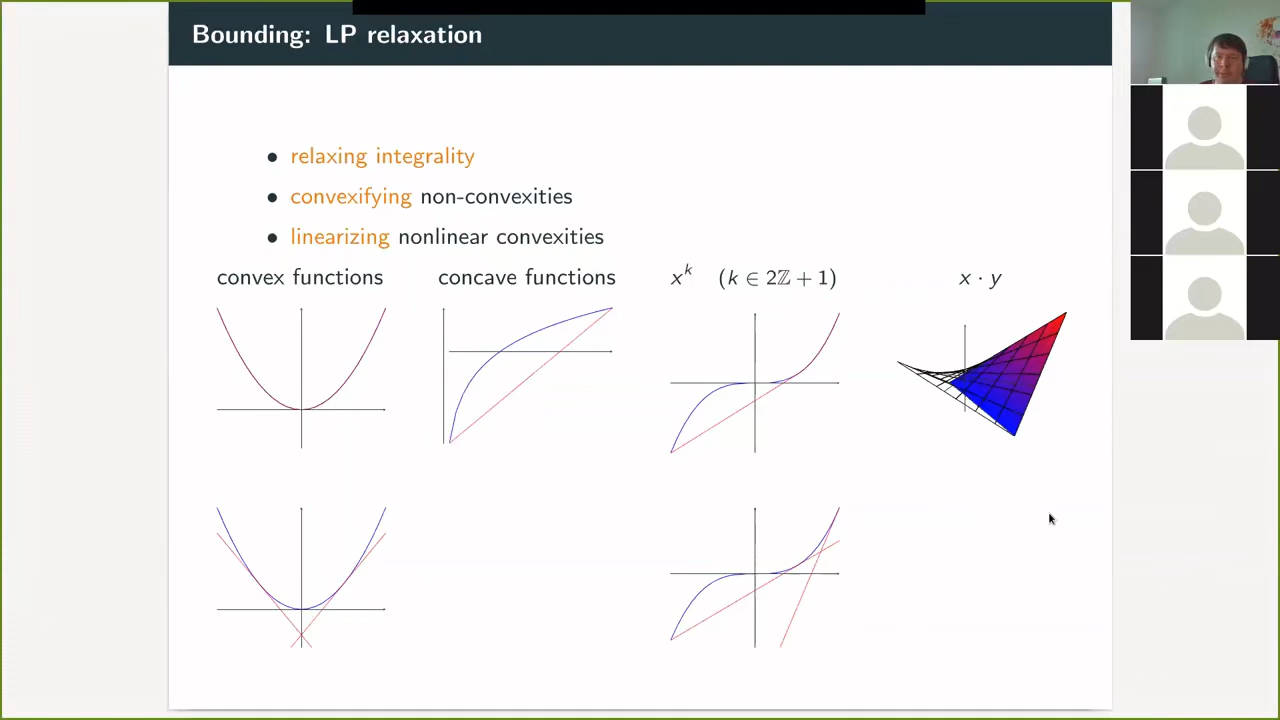 Bounding: LP relaxation
• relaxing integrality
• convexifying non-convexities
• linearizing nonlinear convexities
convex functions
concave functions
x^k (k ∈ 2ℤ + 1)
x · y